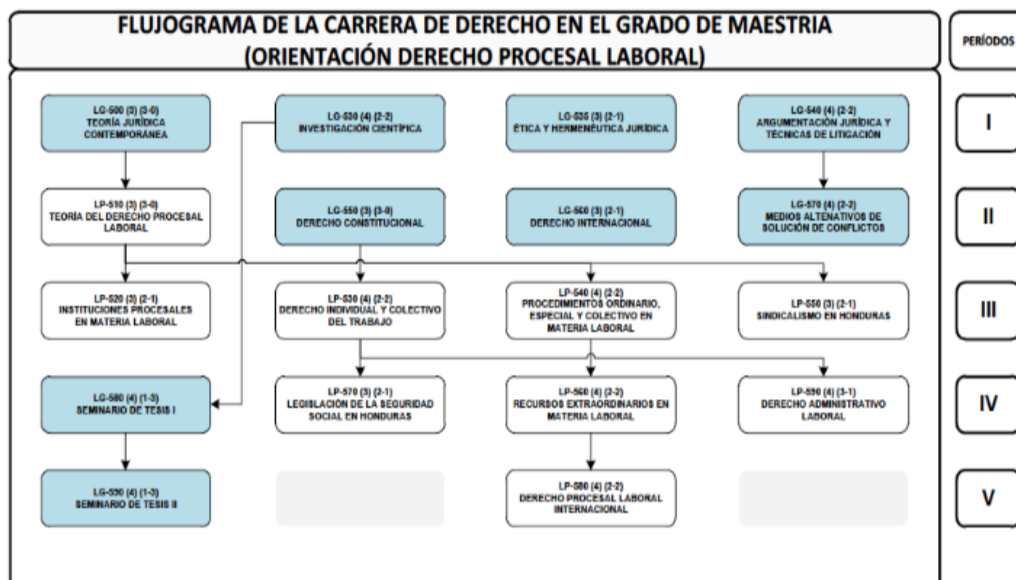 FLUJOGRAMA DE LA CARRERA DE DERECHO EN EL GRADO DE MAESTRIA
(ORIENTACIÓN DERECHO PROCESAL LABORAL)
PERÍODOS
LG-500 (3) (3-0)
TEORÍA JURÍDICA
CONTEMPORÁNEA
LG-530 (4) (2-2)
INVESTIGACIÓN CIENTÍFICA
LG-535 (3) (2-1)
ÉTICA Y HERMENÉUTICA JURÍDICA
LG-540 (4) (2-2)
ARGUMENTACIÓN JURÍDICA Y
TÉCNICAS DE LITIGACIÓN
I
LP-510 (3) (3-0)
TEORÍA DEL DERECHO PROCESAL
LABORAL
LG-550 (3) (3-0)
DERECHO CONSTITUCIONAL
LG-560 (3) (2-1)
DERECHO INTERNACIONAL
LG-570 (4) (2-2)
MEDIOS ALTENATIVOS DE
SOLUCIÓN DE CONFLICTOS
II
LP-520 (3) (2-1)
INSTITUCIONES PROCESALES
EN MATERIA LABORAL
LP-530 (4) (2-2)
DERECHO INDIVIDUAL Y COLECTIVO
DEL TRABAJO
LP-540 (4) (2-2)
PROCEDIMIENTOS ORDINARIO,
ESPECIAL Y COLECTIVO EN
MATERIA LABORAL
LP-550 (3) (2-1)
SINDICALISMO EN HONDURAS
III
LG-580 (4) (1-3)
SEMINARIO DE TESIS I
LP-570 (3) (2-1)
LEGISLACIÓN DE LA SEGURIDAD
SOCIAL EN HONDURAS
LP-560 (4) (2-2)
RECURSOS EXTRAORDINARIOS EN
MATERIA LABORAL
LP-590 (4) (3-1)
DERECHO ADMINISTRATIVO
LABORAL
IV
LG-590 (4) (1-3)
SEMINARIO DE TESIS II
LP-580 (4) (2-2)
DERECHO PROCESAL LABORAL
INTERNACIONAL
V